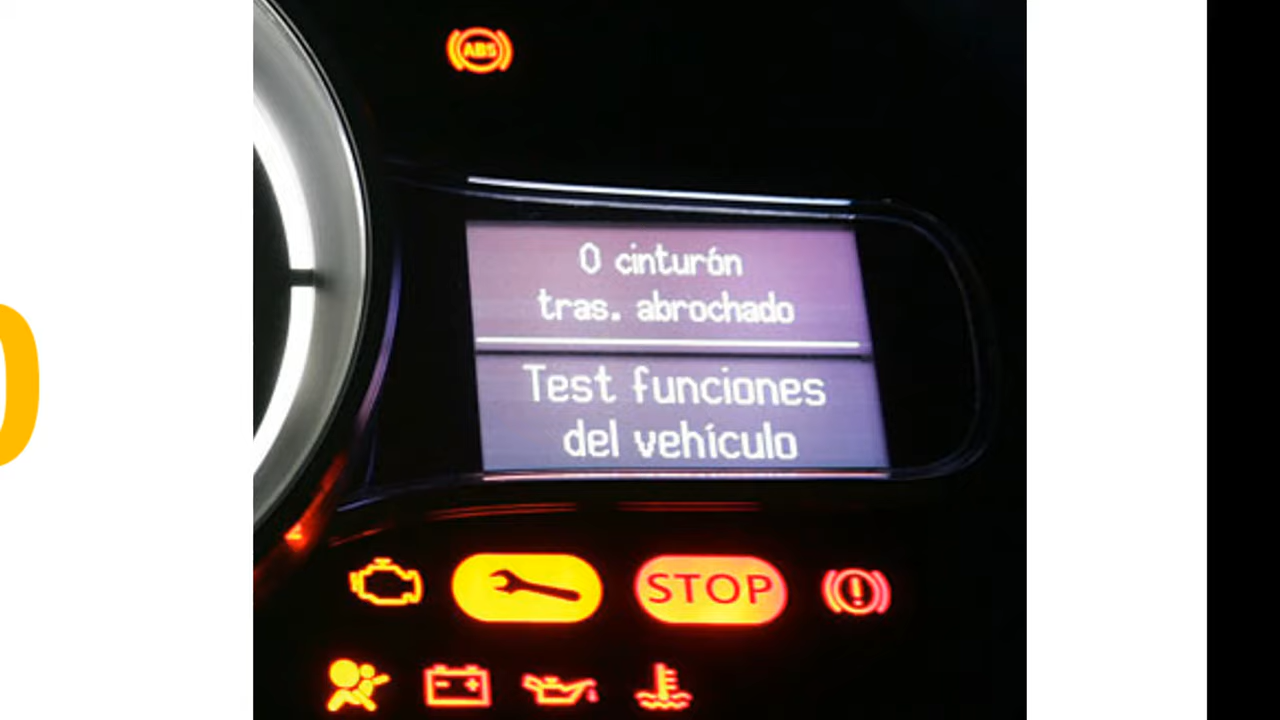 ABS
0 cinturón
tras. abrochado
Test funciones
del vehículo
STOP